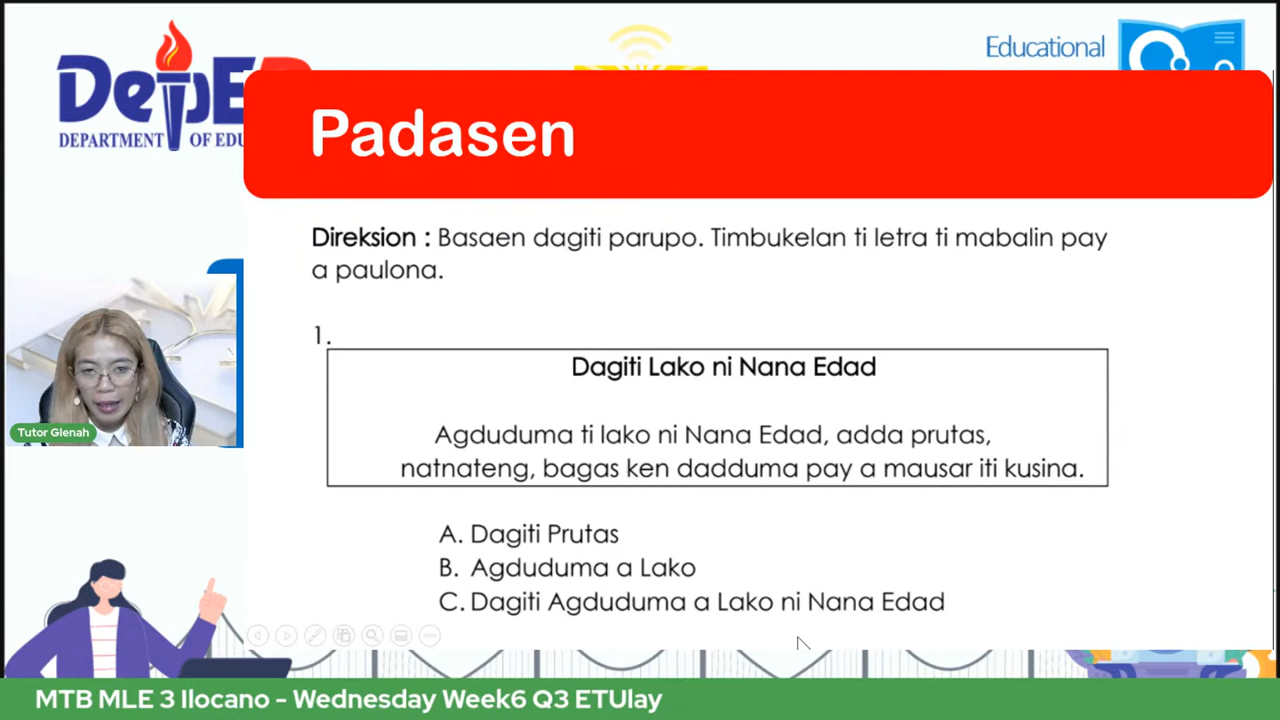 DepED
DEPARTMENT OF EDU
Educational
Padasen
Direksion : Basaen dagiti parupo. Timbukelan ti letra ti mabalin pay
a paulona.
1.
Dagiti Lako ni Nana Edad
Agduduma ti lako ni Nana Edad, adda prutas,
natnateng, bagas ken dadduma pay a mausar iti kusina.
A. Dagiti Prutas
B. Agduduma a Lako
C. Dagiti Agduduma a Lako ni Nana Edad
Tutor Glenah
MTB MLE 3 Ilocano - Wednesday Week6 Q3 ETUlay